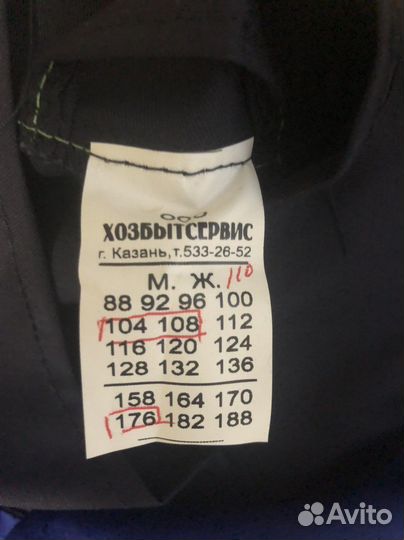 ООО
ХОЗБЫТСЕРВИС
г. Казань,т.533-26-52
М. Ж. 110
88 92 96 100
104 108 112
116 120 124
128 132 136
158 164 170
176 182 188
Avito